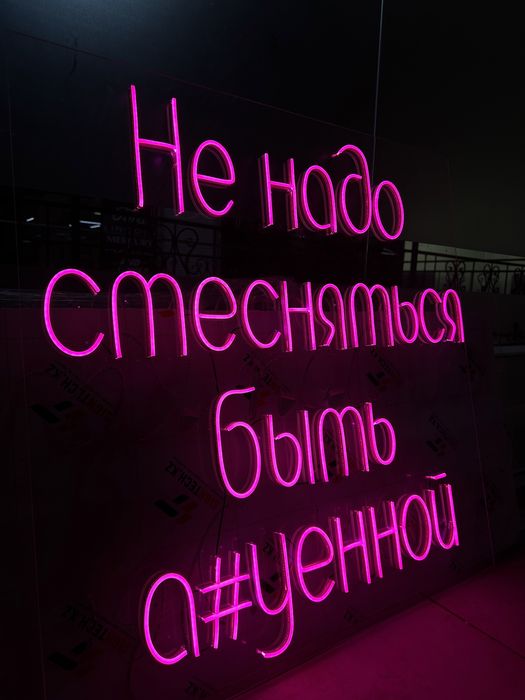 Не надо
стесняться
быть
а#уенной